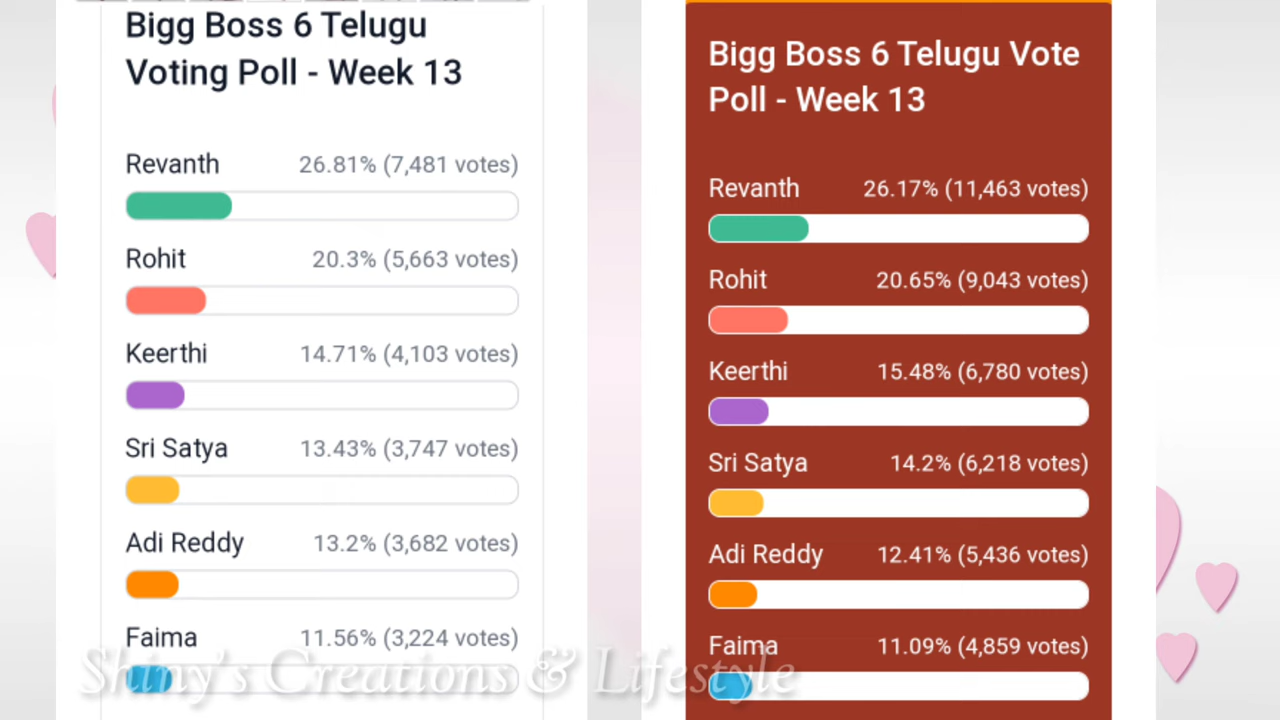 Bigg Boss 6 Telugu
Voting Poll - Week 13
Revanth 26.81% (7,481 votes)
Rohit 20.3% (5,663 votes)
Keerthi 14.71% (4,103 votes)
Sri Satya 13.43% (3,747 votes)
Adi Reddy 13.2% (3,682 votes)
Faima 11.56% (3,224 votes)
Bigg Boss 6 Telugu Vote
Poll - Week 13
Revanth 26.17% (11,463 votes)
Rohit 20.65% (9,043 votes)
Keerthi 15.48% (6,780 votes)
Sri Satya 14.2% (6,218 votes)
Adi Reddy 12.41% (5,436 votes)
Faima 11.09% (4,859 votes)
Shiny's Creations & Lifestyle